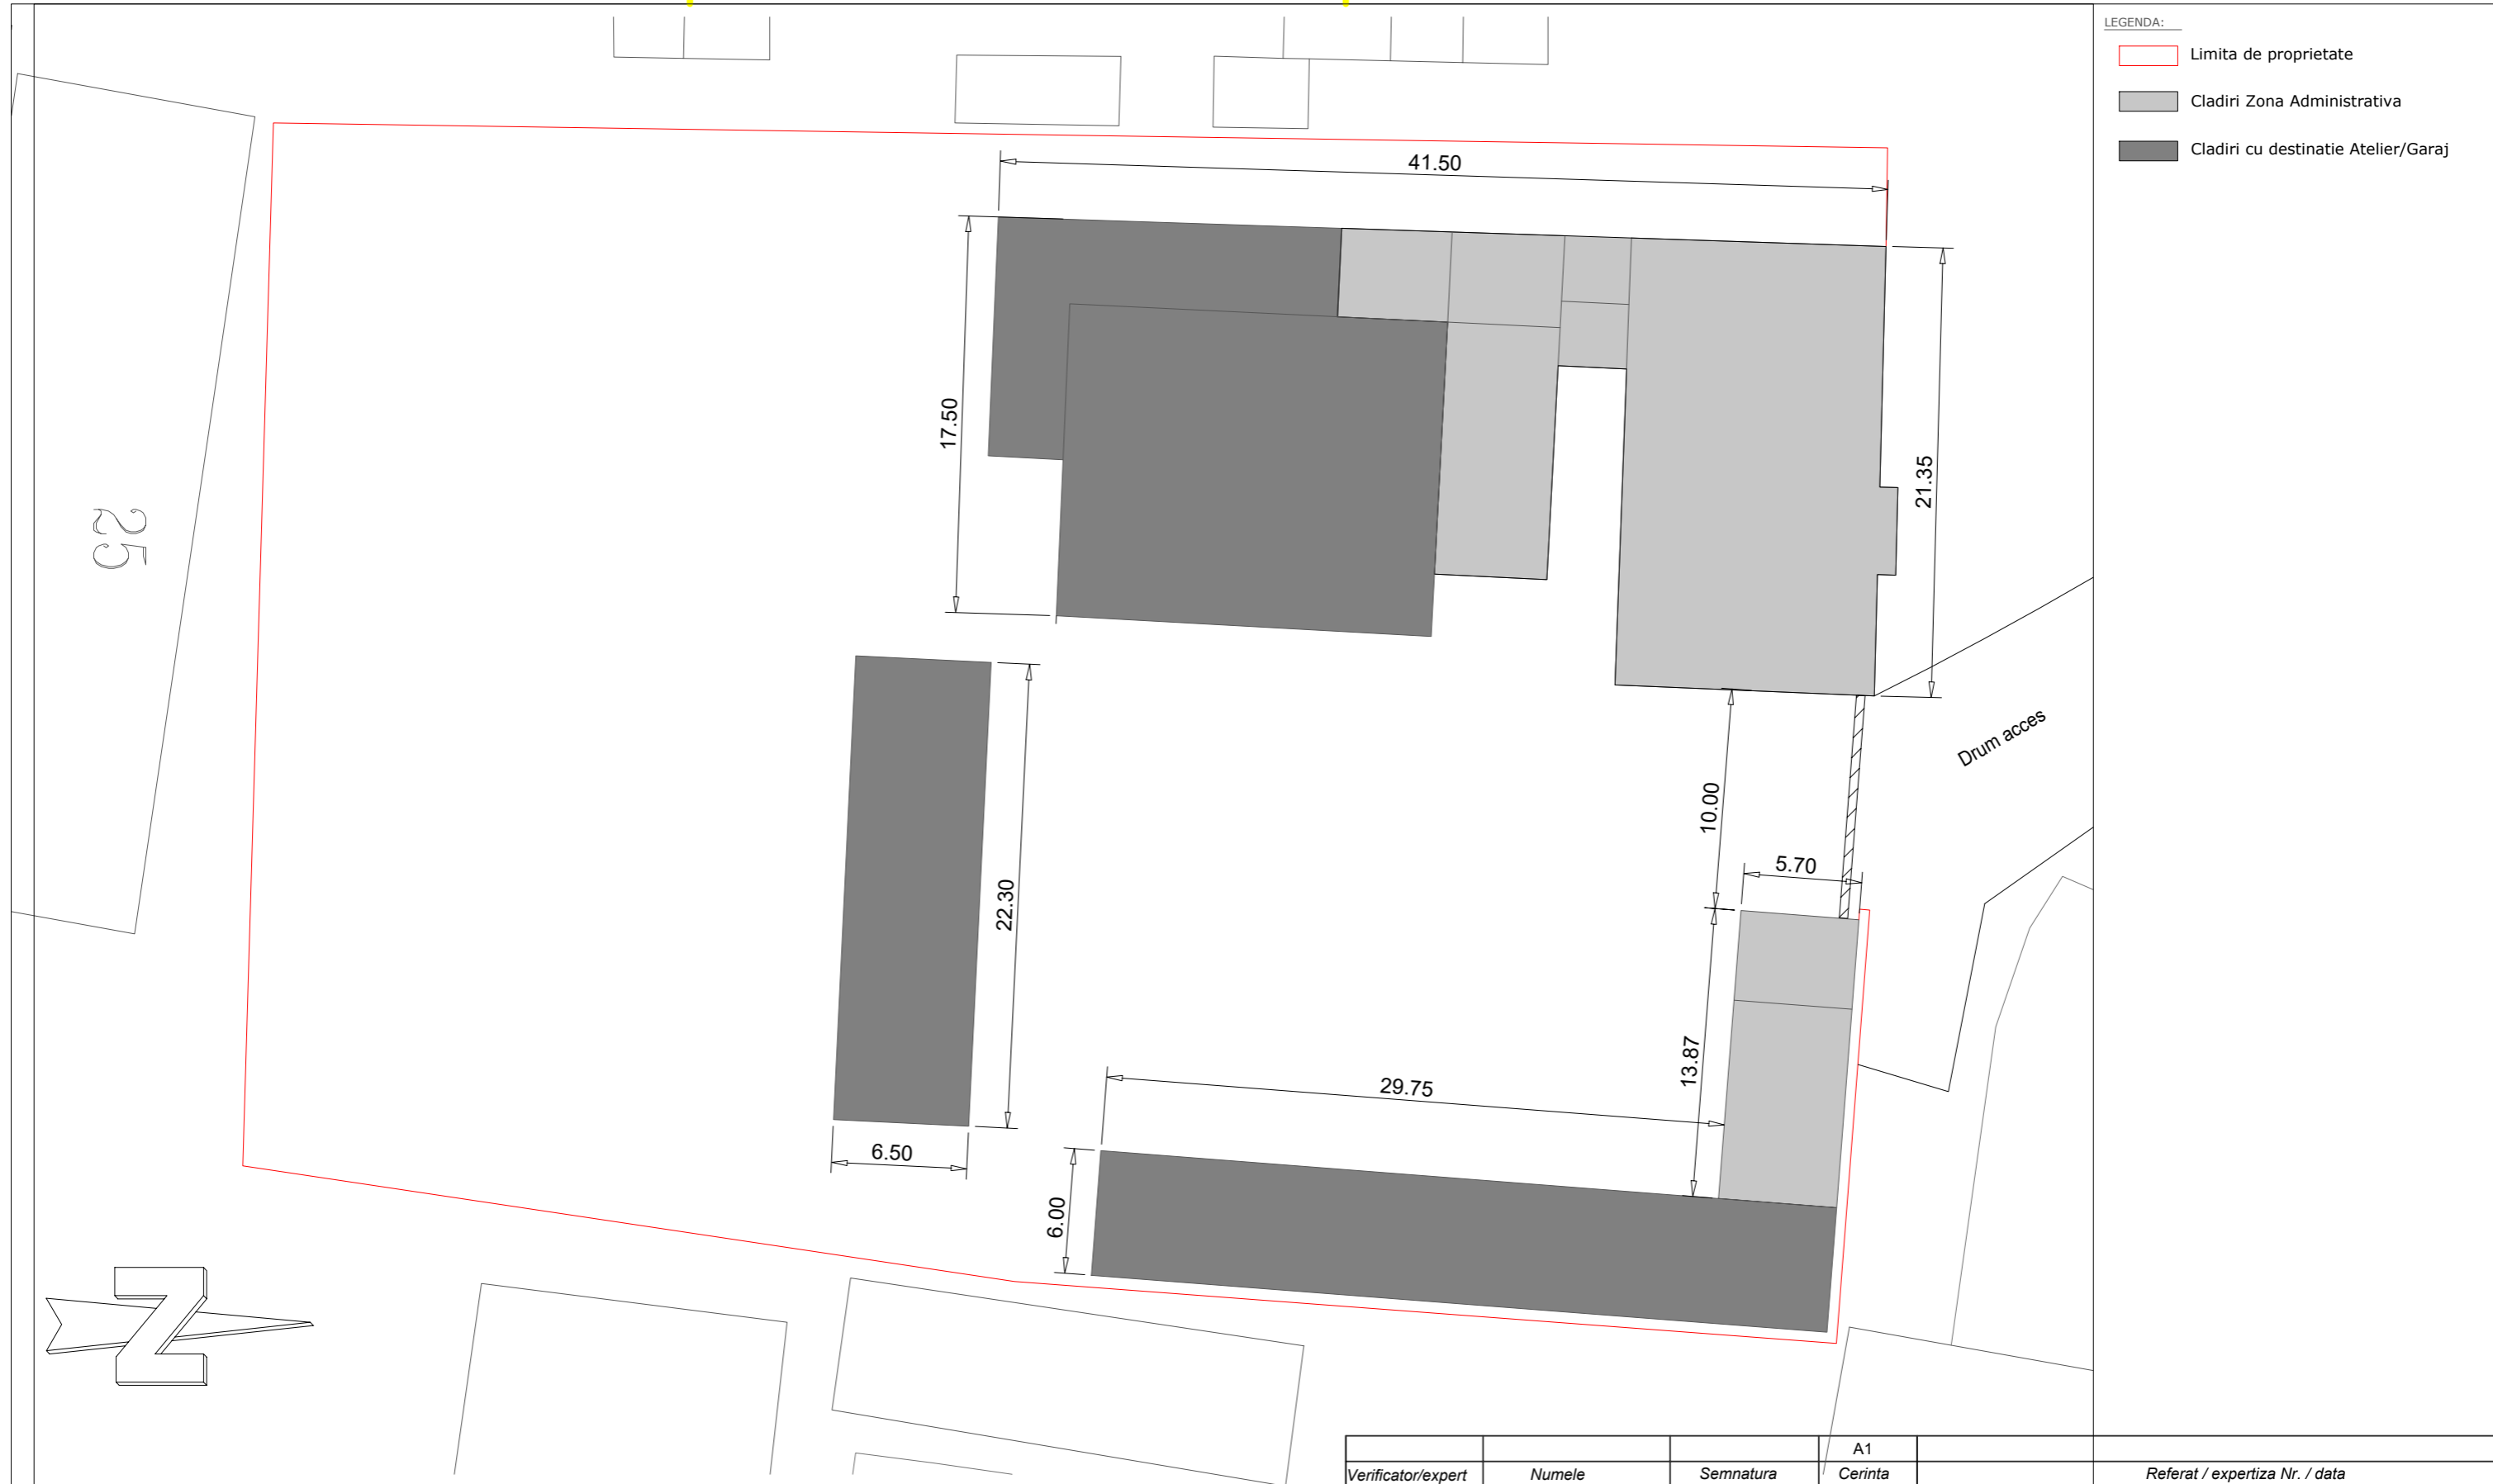 LEGENDA:
Limita de proprietate
Cladiri Zona Administrativa
Cladiri cu destinatie Atelier/Garaj
41.50
17.50
21.35
25
Drum acces
10.00
5.70
22.30
13.87
29.75
6.50
6.00
N
A1
Verificator/expert Numele Semnatura Cerinta Referat / expertiza Nr. / data